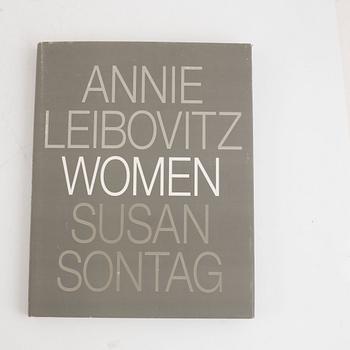 ANNIE
LEIBOVITZ
WOMEN
SUSAN
SONTAG